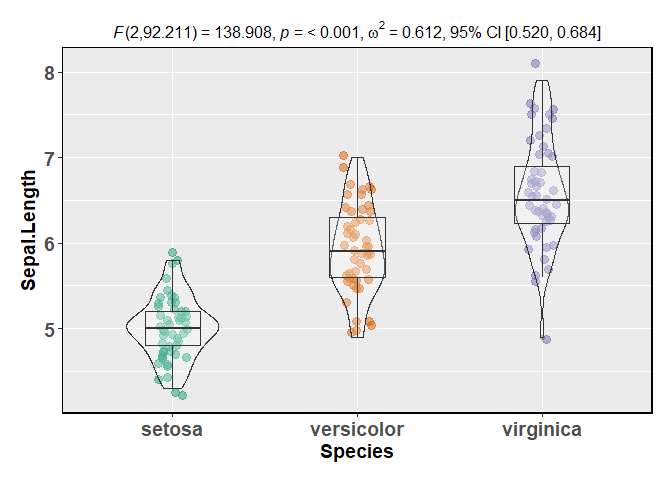 F(2,92.211) = 138.908, p = < 0.001, ω² = 0.612, 95% CI [0.520, 0.684]
8
7
6
5
Sepal.Length
setosa versicolor virginica
Species